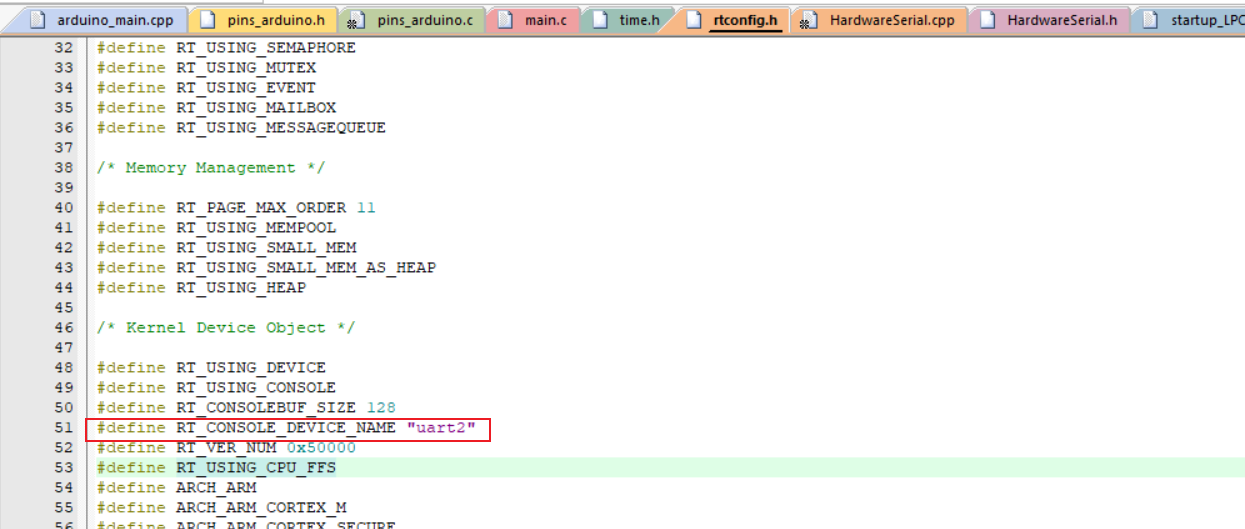 arduino_main.cpp pins_arduino.h pins_arduino.c main.c time.h rtconfig.h HardwareSerial.cpp HardwareSerial.h startup_LPC
32 #define RT_USING_SEMAPHORE
33 #define RT_USING_MUTEX
34 #define RT_USING_EVENT
35 #define RT_USING_MAILBOX
36 #define RT_USING_MESSAGEQUEUE
37
38 /* Memory Management */
39
40 #define RT_PAGE_MAX_ORDER 11
41 #define RT_USING_MEMPOOL
42 #define RT_USING_SMALL_MEM
43 #define RT_USING_SMALL_MEM_AS_HEAP
44 #define RT_USING_HEAP
45
46 /* Kernel Device Object */
47
48 #define RT_USING_DEVICE
49 #define RT_USING_CONSOLE
50 #define RT_CONSOLEBUF_SIZE 128
51 #define RT_CONSOLE_DEVICE_NAME "uart2"
52 #define RT_VER_NUM 0x50000
53 #define RT_USING_CPU_FFS
54 #define ARCH_ARM
55 #define ARCH_ARM_CORTEX_M
56 #define ARCH_ARM_CORTEX_SECURE